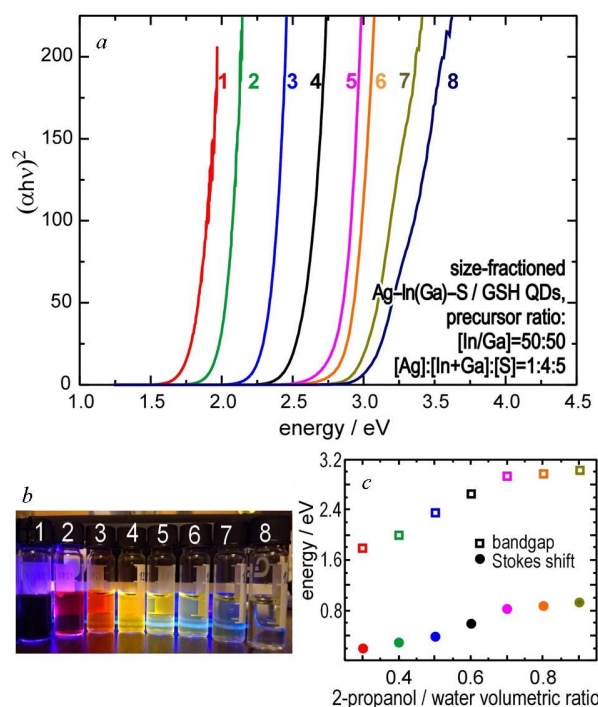 a
200
150
100
50
0
(αhν)²
1 2 3 4 5 6 7 8
size-fractioned
Ag–In(Ga)–S / GSH QDs,
precursor ratio:
[In/Ga]=50:50
[Ag]:[In+Ga]:[S]=1:4:5
1.0 1.5 2.0 2.5 3.0 3.5 4.0 4.5
energy / eV
b
1 2 3 4 5 6 7 8
c
3.2
2.4
1.6
0.8
energy / eV
bandgap
Stokes shift
0.4 0.6 0.8
2-propanol / water volumetric ratio